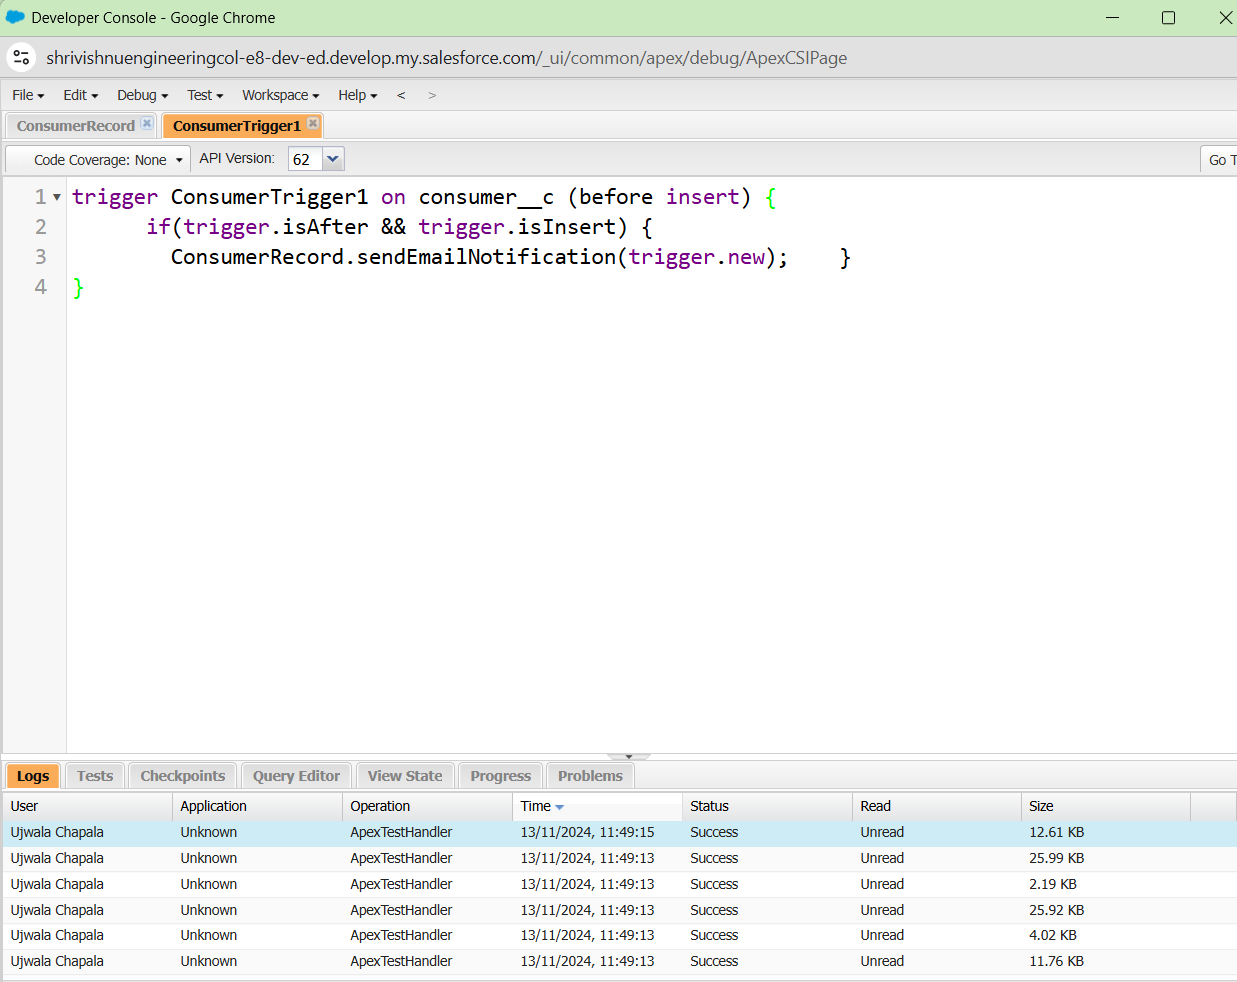 Developer Console - Google Chrome
shrivishnuengineeringcol-e8-dev-ed.develop.my.salesforce.com/_ui/common/apex/debug/ApexCSIPage
File Edit Debug Test Workspace Help < >
ConsumerRecord ConsumerTrigger1
Code Coverage: None API Version: 62 Go T
1 trigger ConsumerTrigger1 on consumer__c (before insert) {
2 if(trigger.isAfter && trigger.isInsert) {
3 ConsumerRecord.sendEmailNotification(trigger.new); }
4 }
Logs Tests Checkpoints Query Editor View State Progress Problems
User Application Operation Time Status Read Size
Ujwala Chapala Unknown ApexTestHandler 13/11/2024, 11:49:15 Success Unread 12.61 KB
Ujwala Chapala Unknown ApexTestHandler 13/11/2024, 11:49:13 Success Unread 25.99 KB
Ujwala Chapala Unknown ApexTestHandler 13/11/2024, 11:49:13 Success Unread 2.19 KB
Ujwala Chapala Unknown ApexTestHandler 13/11/2024, 11:49:13 Success Unread 25.92 KB
Ujwala Chapala Unknown ApexTestHandler 13/11/2024, 11:49:13 Success Unread 4.02 KB
Ujwala Chapala Unknown ApexTestHandler 13/11/2024, 11:49:13 Success Unread 11.76 KB